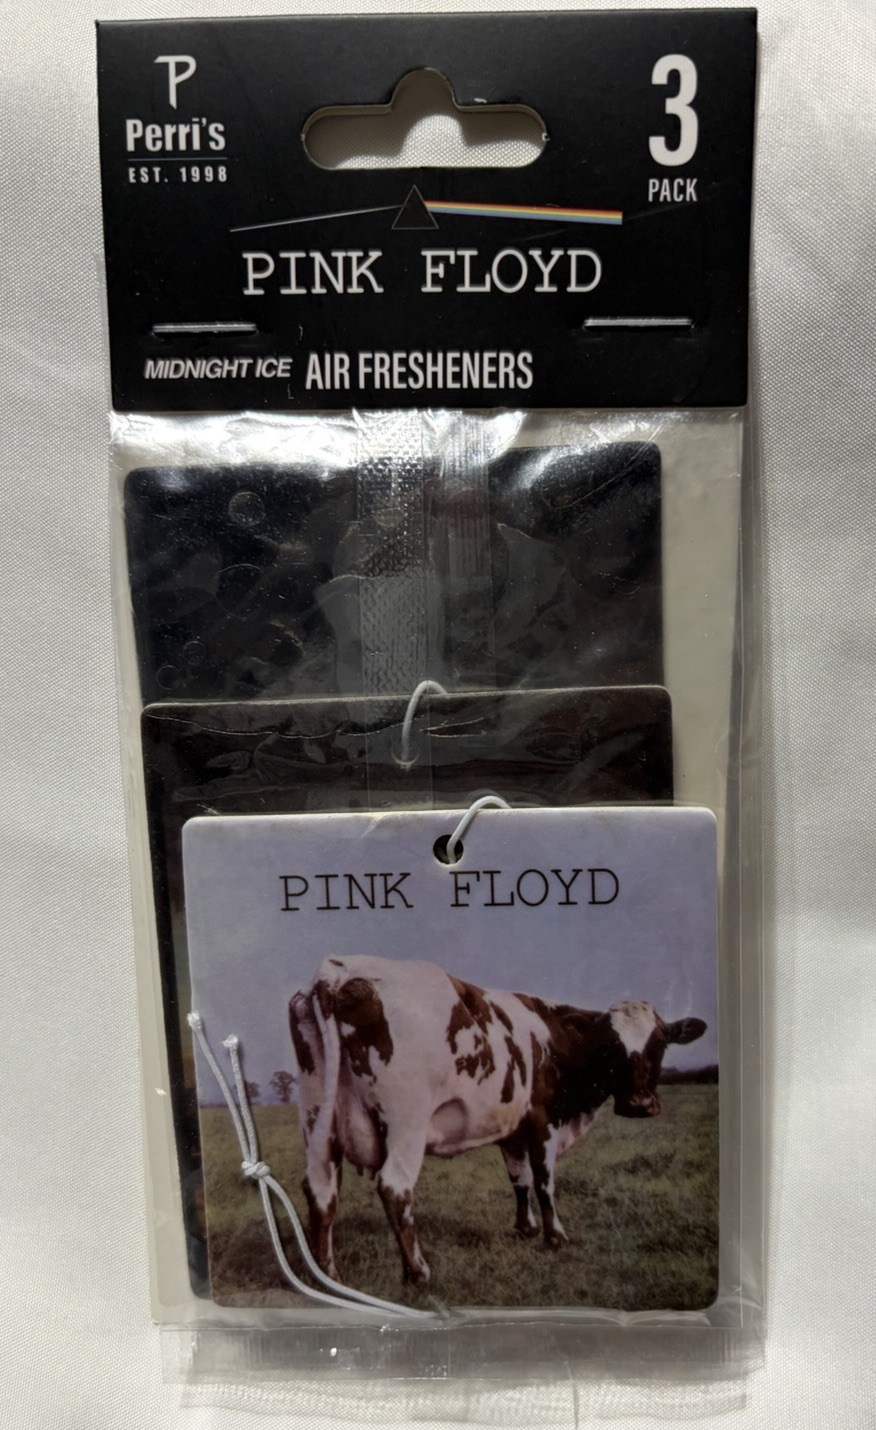 P
Perri's
EST. 1998
3
PACK
PINK FLOYD
MIDNIGHT ICE AIR FRESHENERS
PINK FLOYD